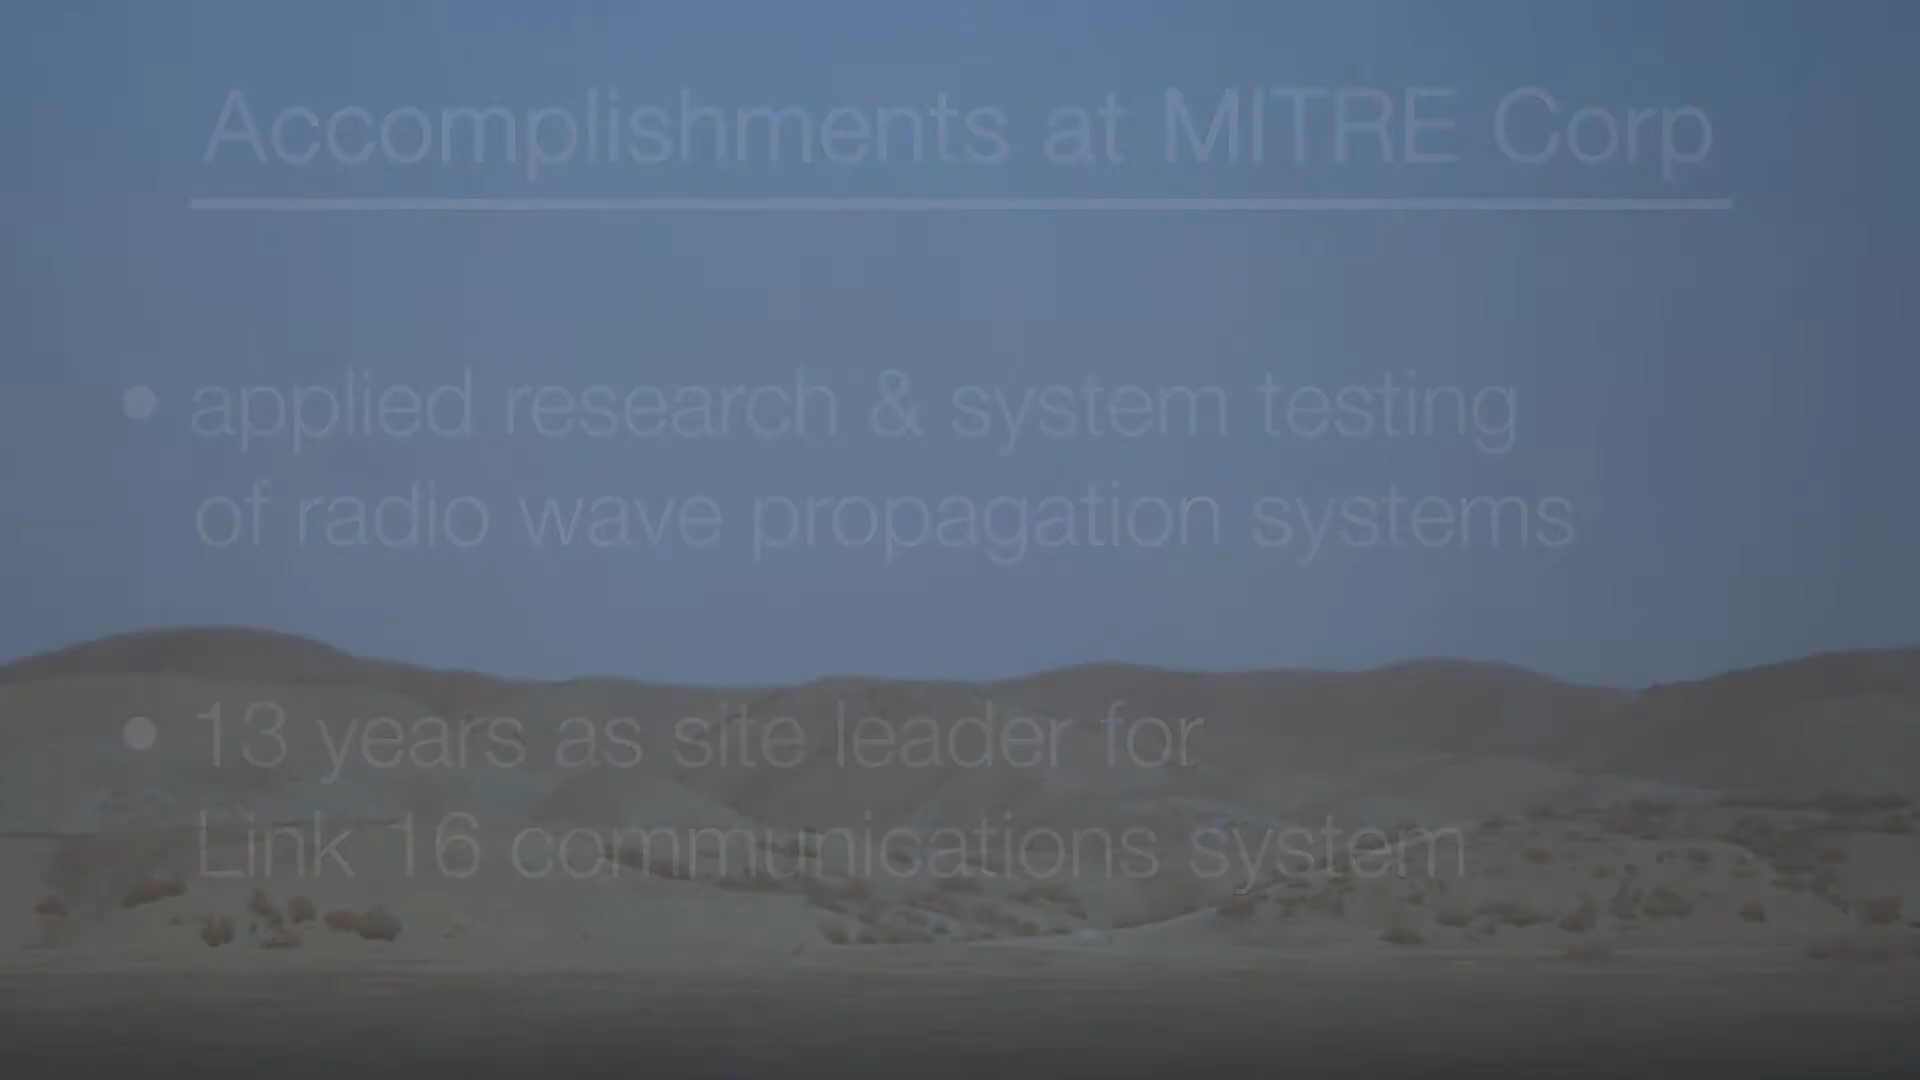 Accomplishments at MITRE Corp
• applied research & system testing
of radio wave propagation systems
• 13 years as site leader for
Link 16 communications system